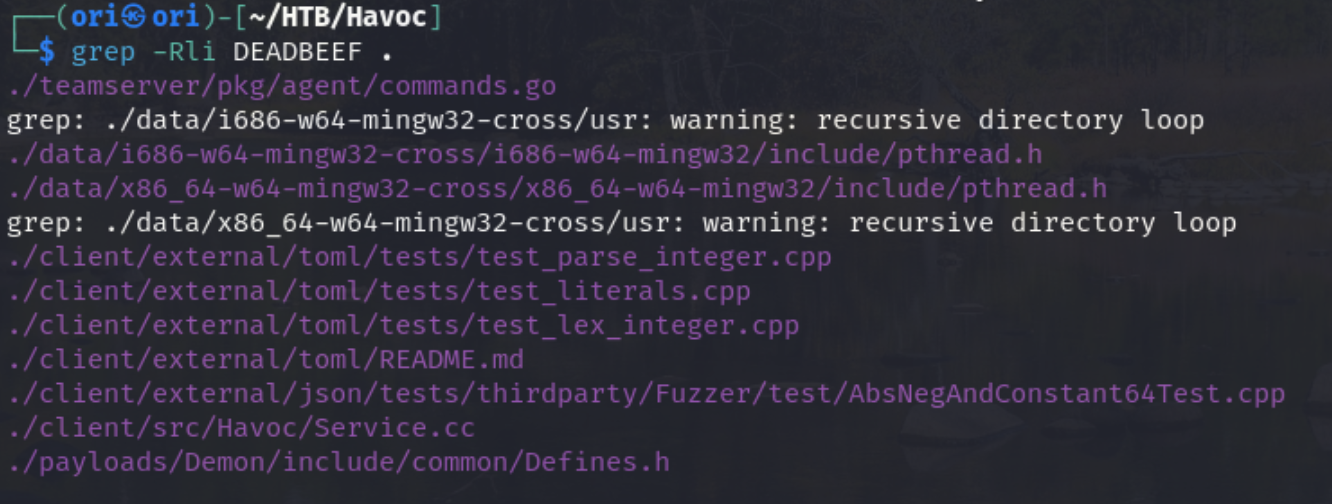 ┌──(ori㉿ori)-[~/HTB/Havoc]
└─$ grep -Rli DEADBEEF .
./teamserver/pkg/agent/commands.go
grep: ./data/i686-w64-mingw32-cross/usr: warning: recursive directory loop
./data/i686-w64-mingw32-cross/i686-w64-mingw32/include/pthread.h
./data/x86_64-w64-mingw32-cross/x86_64-w64-mingw32/include/pthread.h
grep: ./data/x86_64-w64-mingw32-cross/usr: warning: recursive directory loop
./client/external/toml/tests/test_parse_integer.cpp
./client/external/toml/tests/test_literals.cpp
./client/external/toml/tests/test_lex_integer.cpp
./client/external/toml/README.md
./client/external/json/tests/thirdparty/Fuzzer/test/AbsNegAndConstant64Test.cpp
./client/src/Havoc/Service.cc
./payloads/Demon/include/common/Defines.h